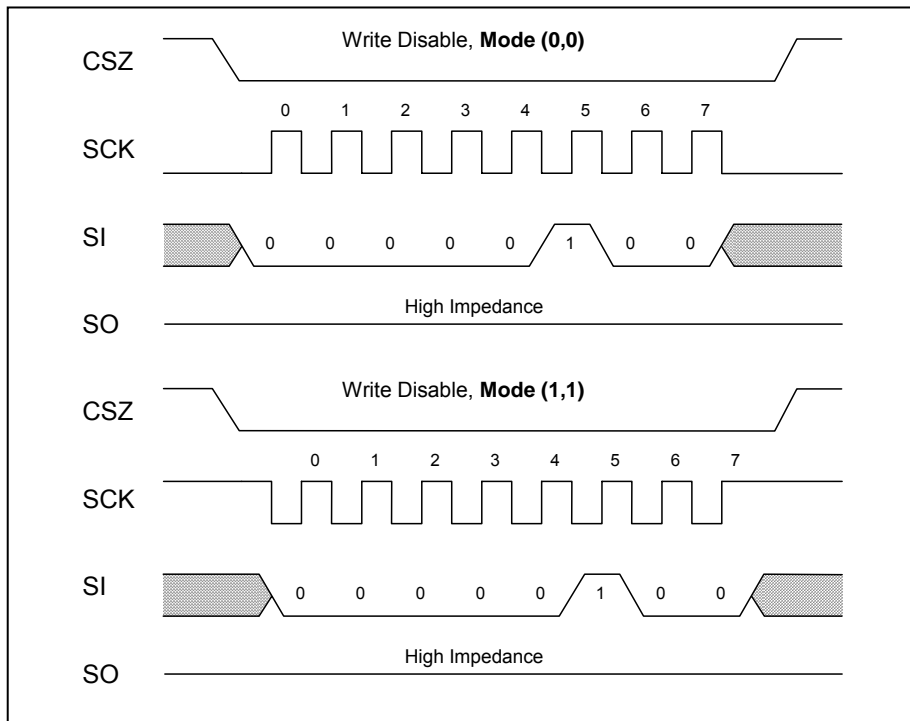 Write Disable, Mode (0,0)
CSZ
0 1 2 3 4 5 6 7
SCK
SI
0 0 0 0 0 1 0 0
High Impedance
SO
Write Disable, Mode (1,1)
CSZ
0 1 2 3 4 5 6 7
SCK
SI
0 0 0 0 0 1 0 0
High Impedance
SO